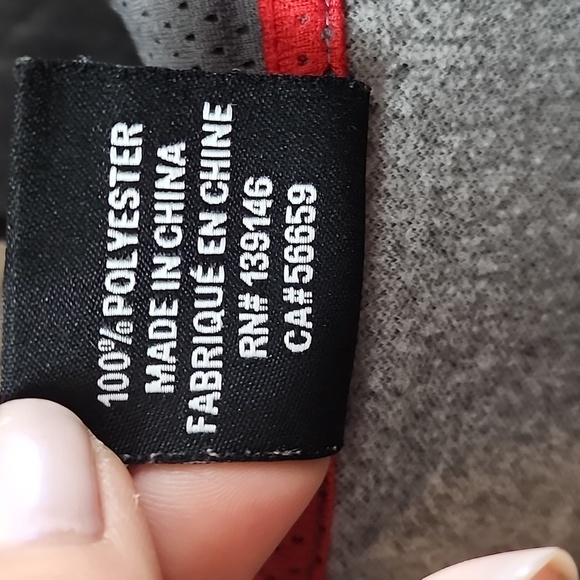 100% POLYESTER
MADE IN CHINA
FABRIQUÉ EN CHINE
RN# 139146
CA#56659